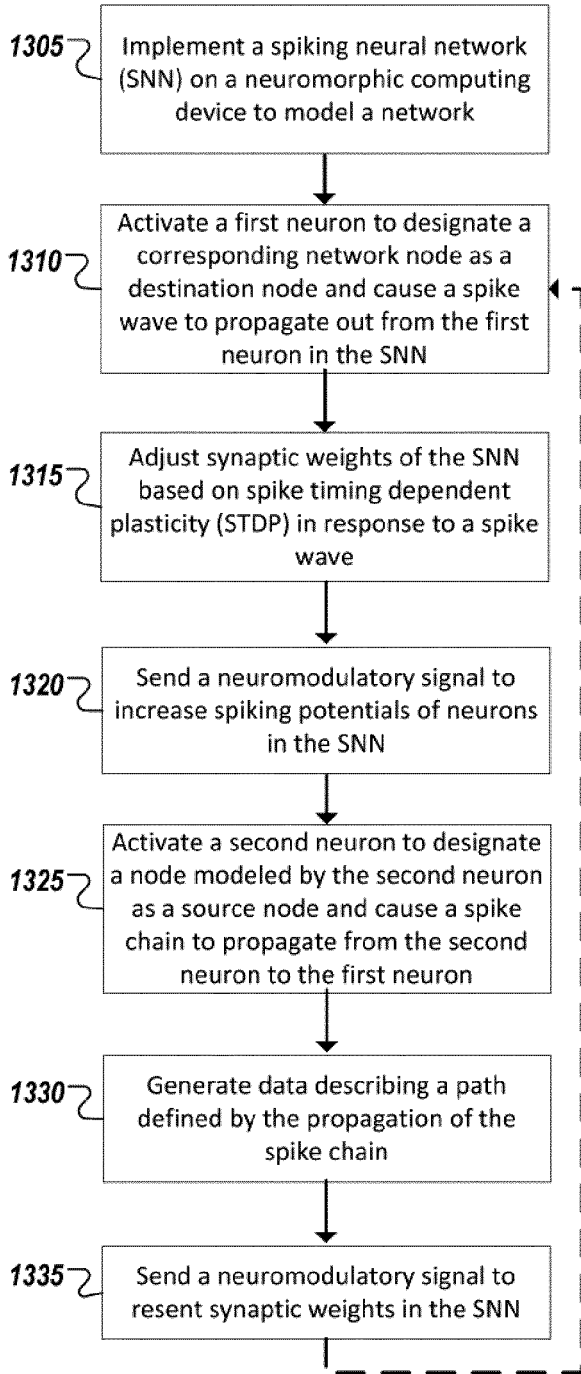 1305
Implement a spiking neural network
(SNN) on a neuromorphic computing
device to model a network
1310
Activate a first neuron to designate a
corresponding network node as a
destination node and cause a spike
wave to propagate out from the first
neuron in the SNN
1315
Adjust synaptic weights of the SNN
based on spike timing dependent
plasticity (STDP) in response to a spike
wave
1320
Send a neuromodulatory signal to
increase spiking potentials of neurons
in the SNN
1325
Activate a second neuron to designate
a node modeled by the second neuron
as a source node and cause a spike
chain to propagate from the second
neuron to the first neuron
1330
Generate data describing a path
defined by the propagation of the
spike chain
1335
Send a neuromodulatory signal to
resent synaptic weights in the SNN